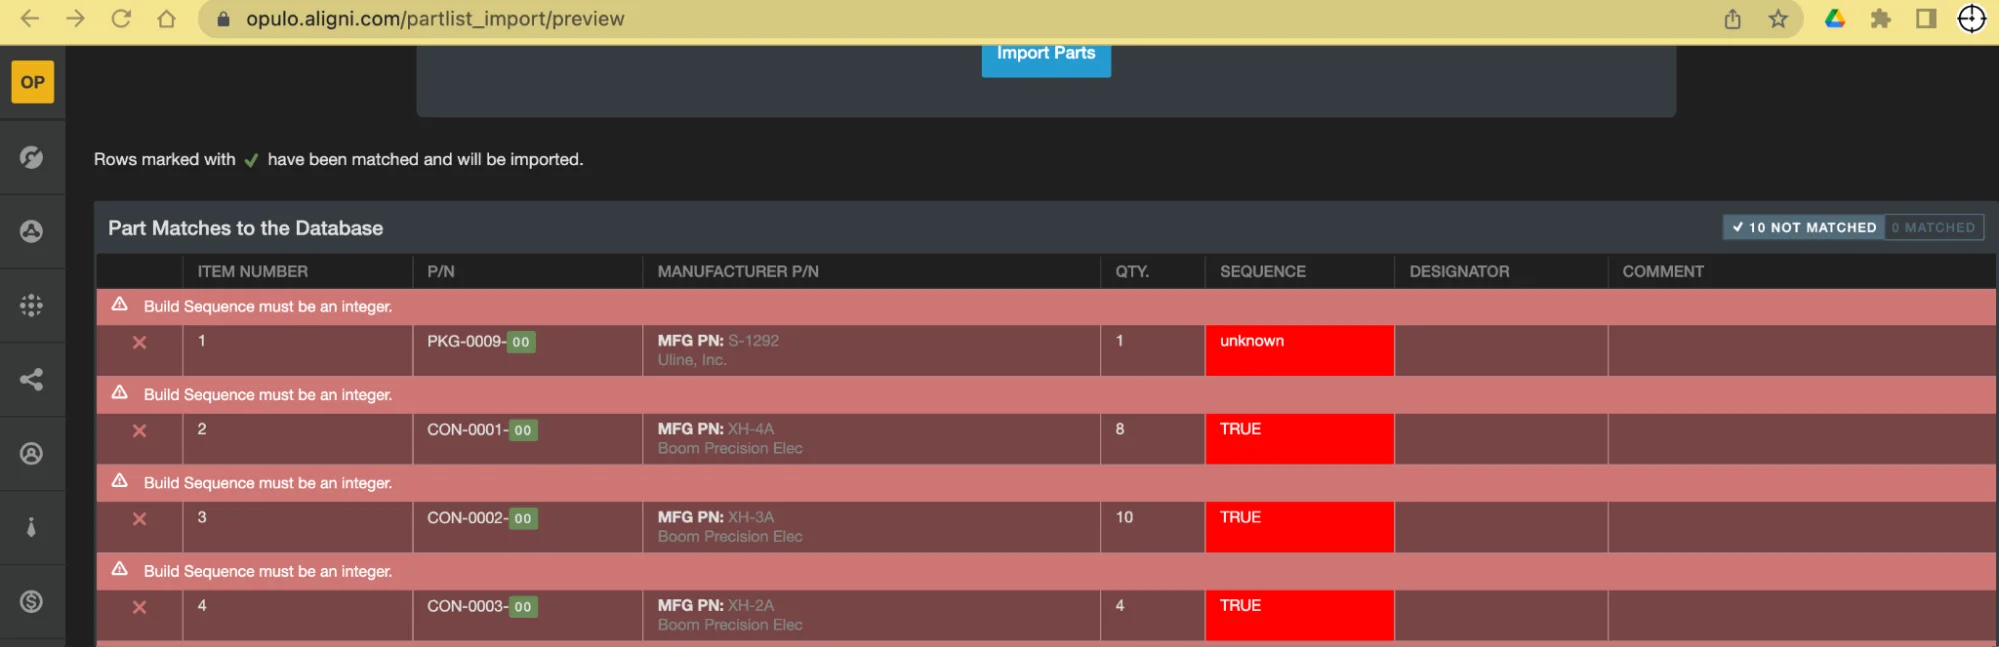 opulo.aligni.com/partlist_import/preview
Import Parts
OP
Rows marked with ✓ have been matched and will be imported.
Part Matches to the Database
✓ 10 NOT MATCHED 0 MATCHED
ITEM NUMBER P/N MANUFACTURER P/N QTY. SEQUENCE DESIGNATOR COMMENT
Build Sequence must be an integer.
1 PKG-0009-00 MFG PN: S-1292 1 unknown
Uline, Inc.
Build Sequence must be an integer.
2 CON-0001-00 MFG PN: XH-4A 8 TRUE
Boom Precision Elec
Build Sequence must be an integer.
3 CON-0002-00 MFG PN: XH-3A 10 TRUE
Boom Precision Elec
Build Sequence must be an integer.
4 CON-0003-00 MFG PN: XH-2A 4 TRUE
Boom Precision Elec